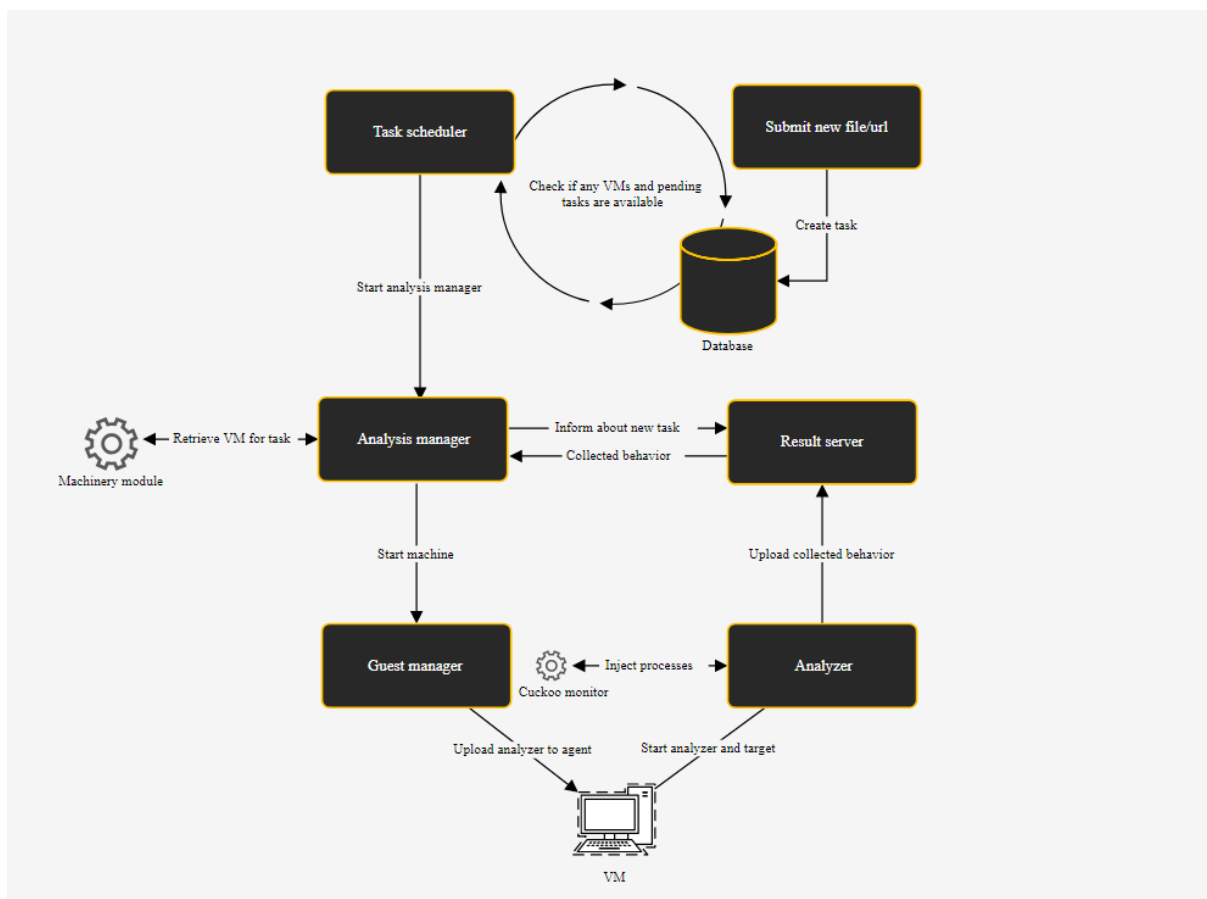 Task scheduler
Submit new file/url
Check if any VMs and pending
tasks are available
Create task
Start analysis manager
Database
Retrieve VM for task
Analysis manager
Inform about new task
Collected behavior
Result server
Machinery module
Start machine
Upload collected behavior
Guest manager
Inject processes
Cuckoo monitor
Analyzer
Upload analyzer to agent
Start analyzer and target
VM